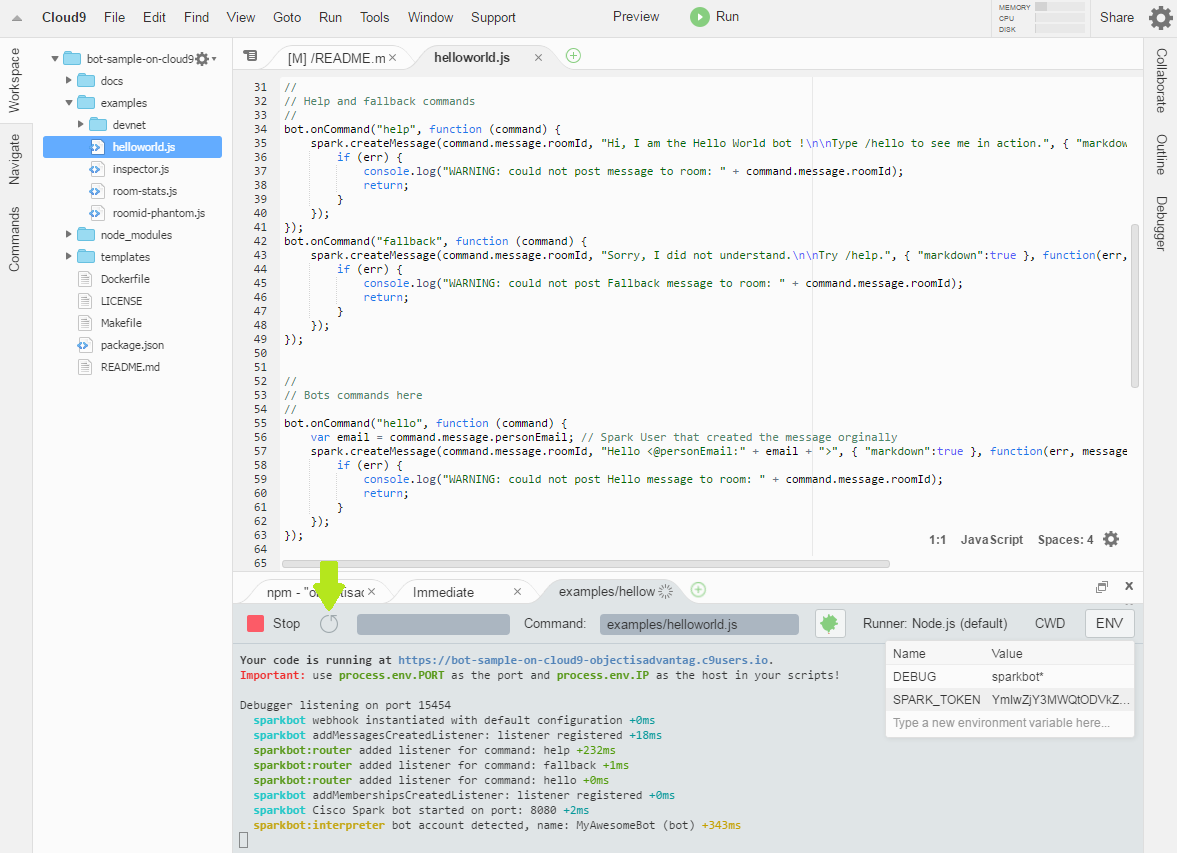 Cloud9 File Edit Find View Goto Run Tools Window Support Preview Run MEMORY CPU DISK Share
Workspace
Navigate
Commands
bot-sample-on-cloud9
docs
examples
devnet
helloworld.js
inspector.js
room-stats.js
roomid-phantom.js
node_modules
templates
Dockerfile
LICENSE
Makefile
package.json
README.md
[M] /README.m × helloworld.js ×
31 //
32 // Help and fallback commands
33 //
34 bot.onCommand("help", function (command) {
35 spark.createMessage(command.message.roomId, "Hi, I am the Hello World bot !\n\nType /hello to see me in action.", { "markdow
36 if (err) {
37 console.log("WARNING: could not post message to room: " + command.message.roomId);
38 return;
39 }
40 });
41 });
42 bot.onCommand("fallback", function (command) {
43 spark.createMessage(command.message.roomId, "Sorry, I did not understand.\n\nTry /help.", { "markdown":true }, function(err,
44 if (err) {
45 console.log("WARNING: could not post Fallback message to room: " + command.message.roomId);
46 return;
47 }
48 });
49 });
50
51
52 //
53 // Bots commands here
54 //
55 bot.onCommand("hello", function (command) {
56 var email = command.message.personEmail; // Spark User that created the message orginally
57 spark.createMessage(command.message.roomId, "Hello <@personEmail:" + email + ">", { "markdown":true }, function(err, message
58 if (err) {
59 console.log("WARNING: could not post Hello message to room: " + command.message.roomId);
60 return;
61 }
62 });
63 });
64
65
1:1 JavaScript Spaces: 4
Collaborate
Outline
Debugger
npm - × Immediate × examples/hellow
Stop Command: examples/helloworld.js Runner: Node.js (default) CWD ENV
Name Value
DEBUG sparkbot*
SPARK_TOKEN YmIwZjY3MWQtODVkZ...
Type a new environment variable here...
Your code is running at https://bot-sample-on-cloud9-objectisadvantag.c9users.io.
Important: use process.env.PORT as the port and process.env.IP as the host in your scripts!
Debugger listening on port 15454
sparkbot webhook instantiated with default configuration +0ms
sparkbot addMessagesCreatedListener: listener registered +18ms
sparkbot:router added listener for command: help +232ms
sparkbot:router added listener for command: fallback +1ms
sparkbot:router added listener for command: hello +0ms
sparkbot addMembershipsCreatedListener: listener registered +0ms
sparkbot Cisco Spark bot started on port: 8080 +2ms
sparkbot:interpreter bot account detected, name: MyAwesomeBot (bot) +343ms